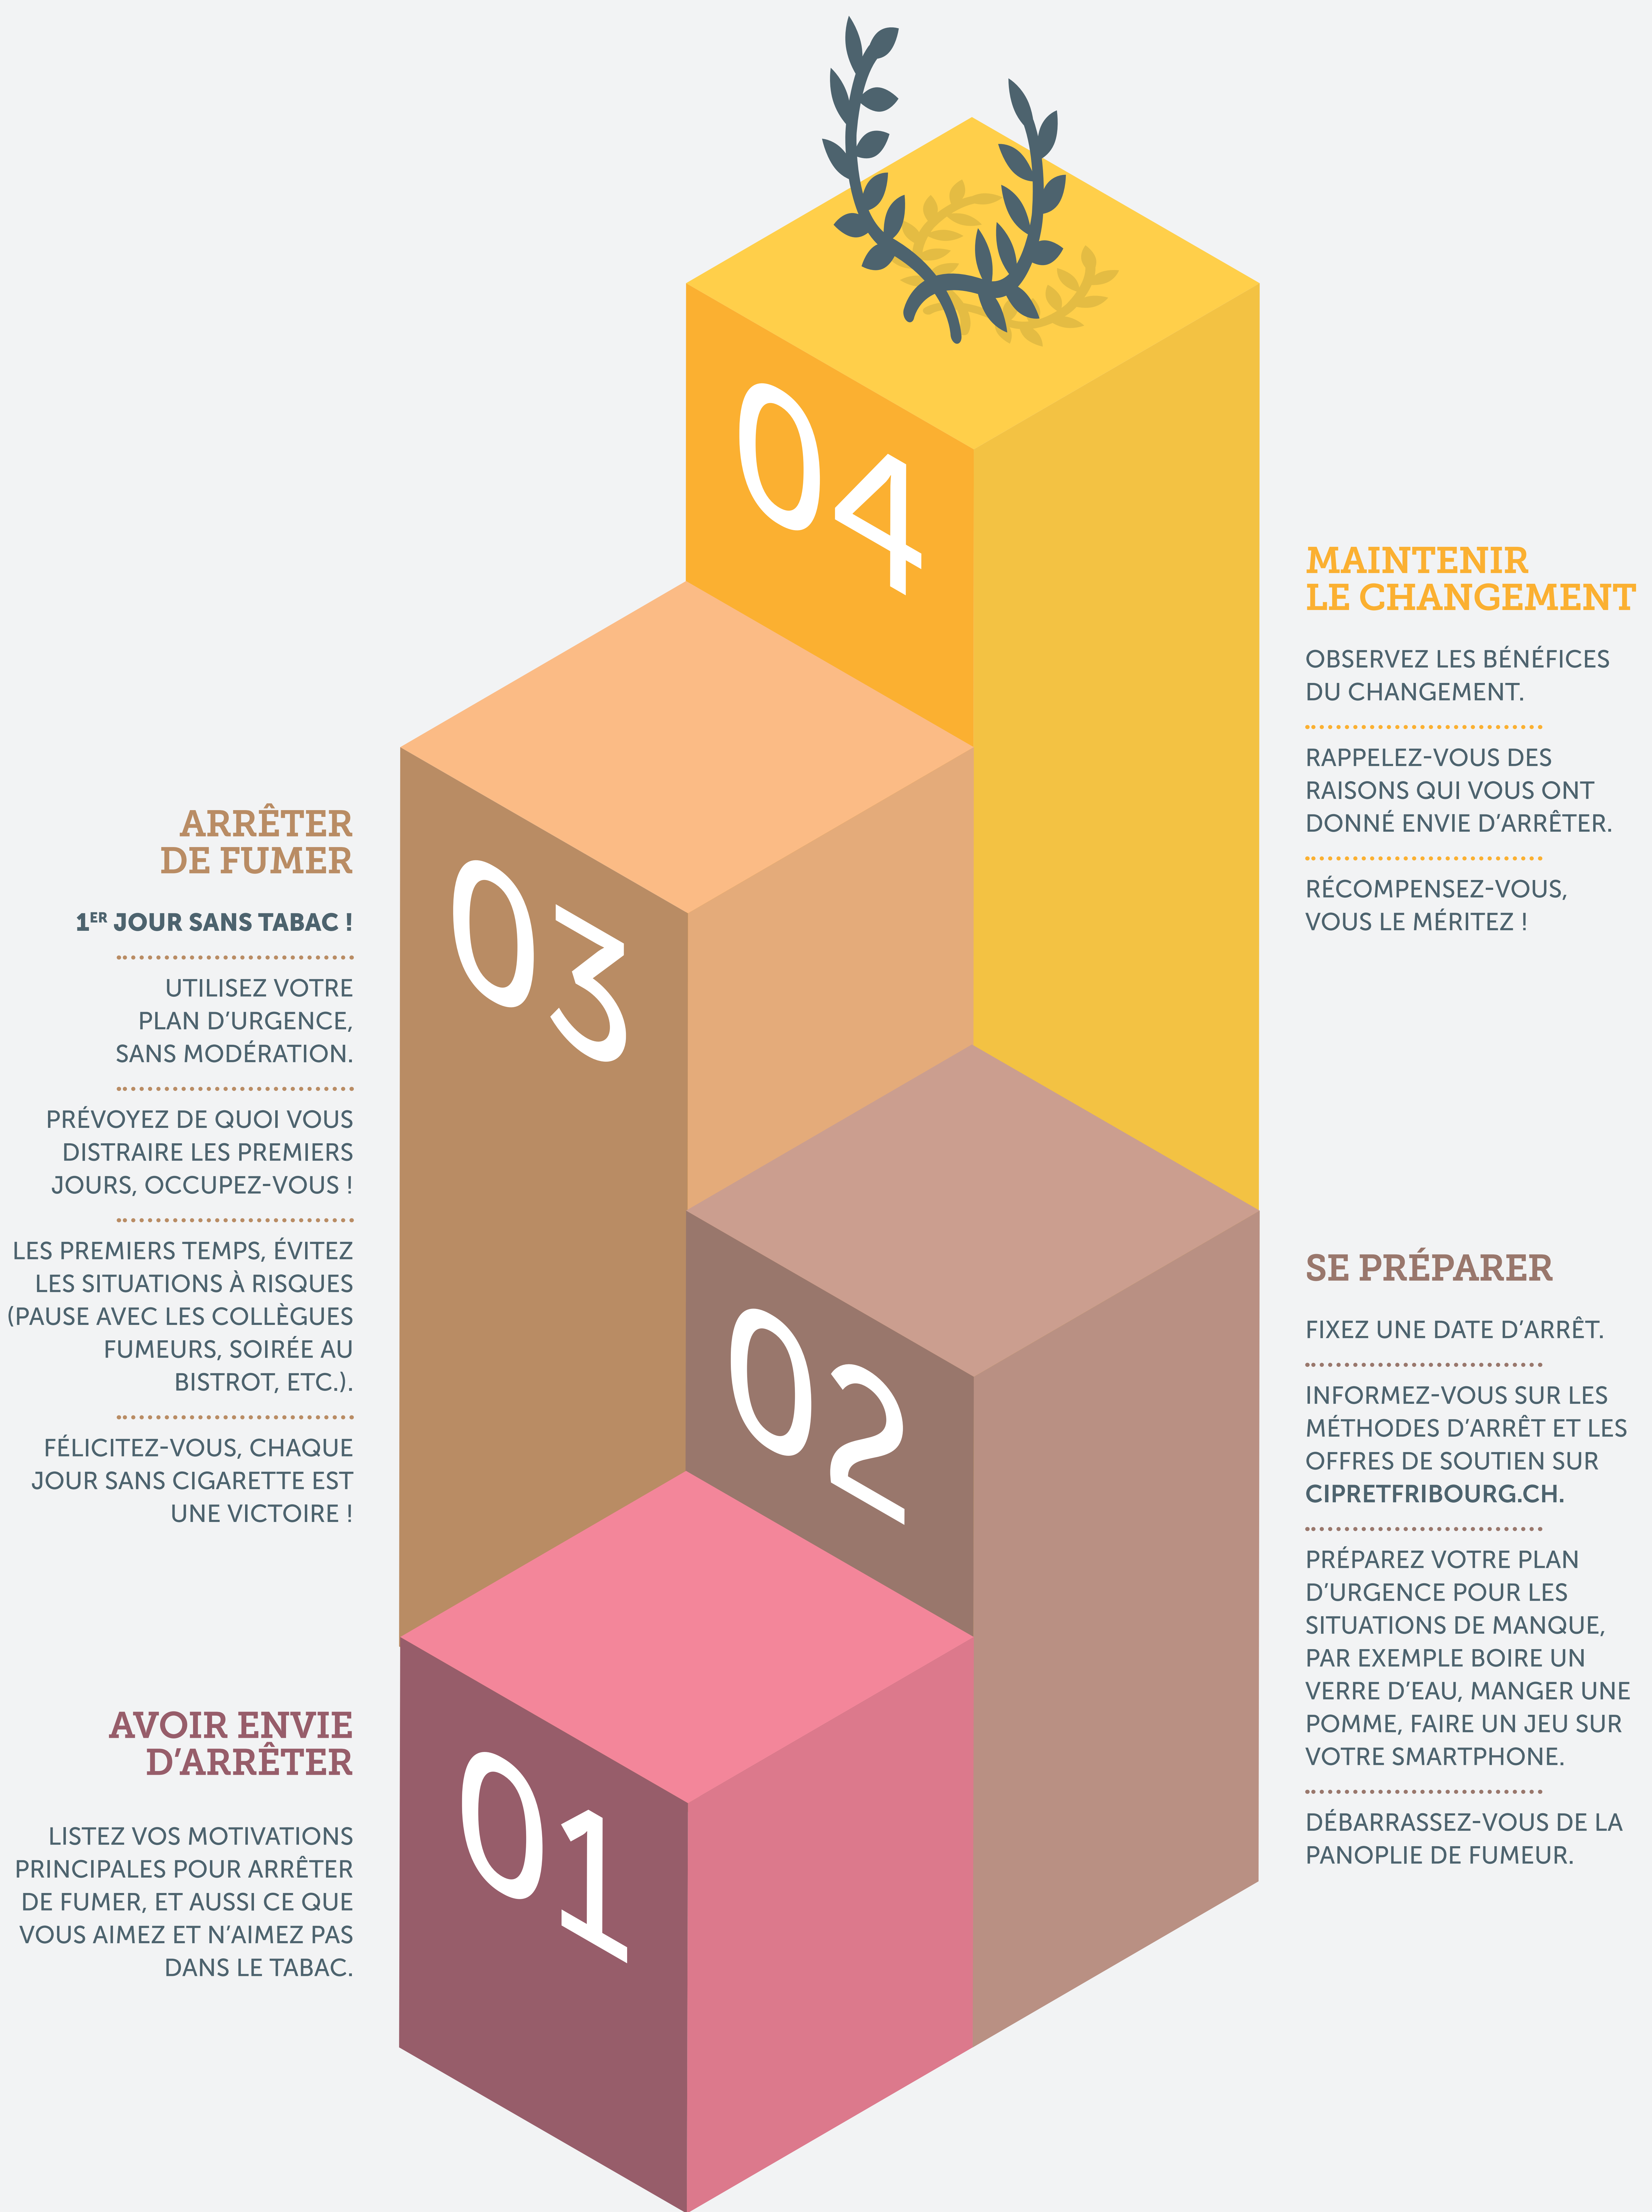 04
MAINTENIR
LE CHANGEMENT
OBSERVEZ LES BÉNÉFICES
DU CHANGEMENT.
RAPPELEZ-VOUS DES
RAISONS QUI VOUS ONT
DONNÉ ENVIE D’ARRÊTER.
RÉCOMPENSEZ-VOUS,
VOUS LE MÉRITEZ !
03
ARRÊTER
DE FUMER
1ER JOUR SANS TABAC !
UTILISEZ VOTRE
PLAN D’URGENCE,
SANS MODÉRATION.
PRÉVOYEZ DE QUOI VOUS
DISTRAIRE LES PREMIERS
JOURS, OCCUPEZ-VOUS !
LES PREMIERS TEMPS, ÉVITEZ
LES SITUATIONS À RISQUES
(PAUSE AVEC LES COLLÈGUES
FUMEURS, SOIRÉE AU
BISTROT, ETC.).
FÉLICITEZ-VOUS, CHAQUE
JOUR SANS CIGARETTE EST
UNE VICTOIRE !
02
SE PRÉPARER
FIXEZ UNE DATE D’ARRÊT.
INFORMEZ-VOUS SUR LES
MÉTHODES D’ARRÊT ET LES
OFFRES DE SOUTIEN SUR
CIPRETFRIBOURG.CH.
PRÉPAREZ VOTRE PLAN
D’URGENCE POUR LES
SITUATIONS DE MANQUE,
PAR EXEMPLE BOIRE UN
VERRE D’EAU, MANGER UNE
POMME, FAIRE UN JEU SUR
VOTRE SMARTPHONE.
DÉBARRASSEZ-VOUS DE LA
PANOPLIE DE FUMEUR.
01
AVOIR ENVIE
D’ARRÊTER
LISTEZ VOS MOTIVATIONS
PRINCIPALES POUR ARRÊTER
DE FUMER, ET AUSSI CE QUE
VOUS AIMEZ ET N’AIMEZ PAS
DANS LE TABAC.